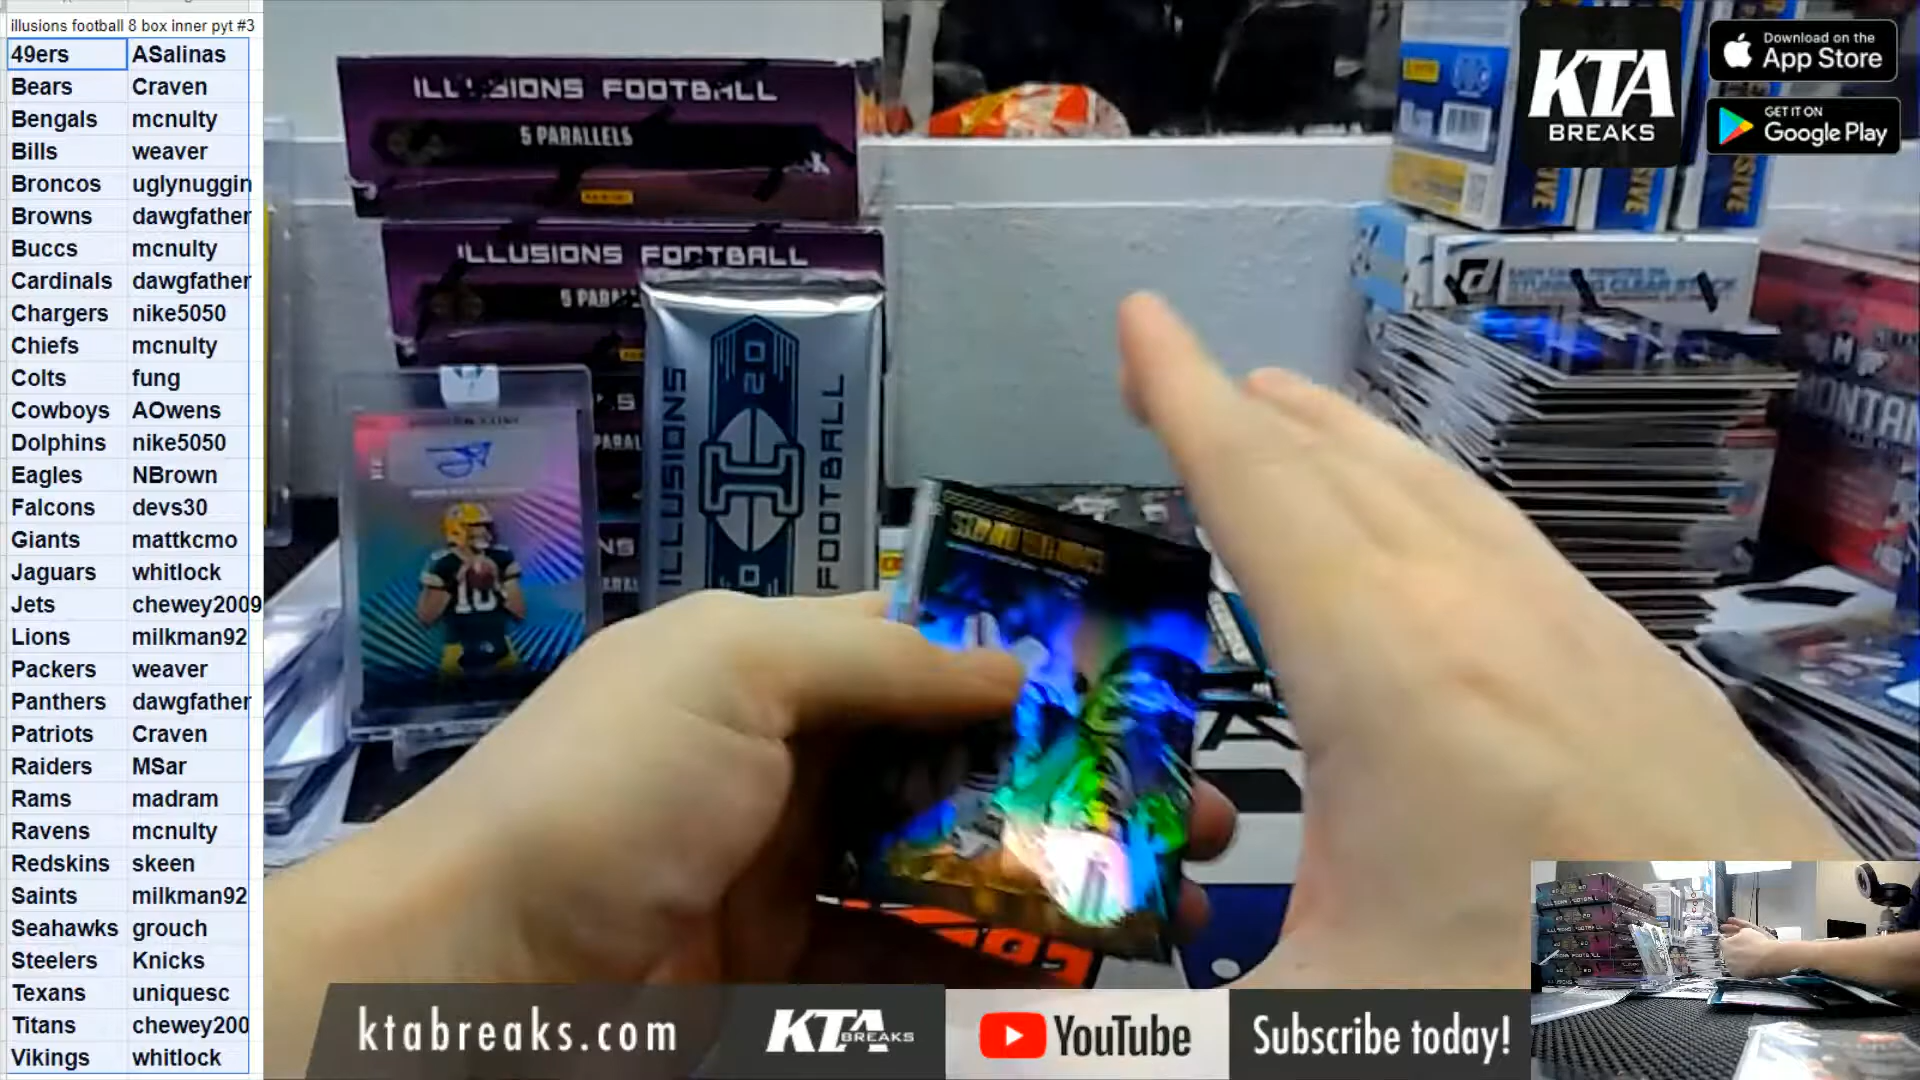 illusions football 8 box inner pyt #3
49ers ASalinas
Bears Craven
Bengals mcnulty
Bills weaver
Broncos uglynuggin
Browns dawgfather
Buccs mcnulty
Cardinals dawgfather
Chargers nike5050
Chiefs mcnulty
Colts fung
Cowboys AOwens
Dolphins nike5050
Eagles NBrown
Falcons devs30
Giants mattkcmo
Jaguars whitlock
Jets chewey2009
Lions milkman92
Packers weaver
Panthers dawgfather
Patriots Craven
Raiders MSar
Rams madram
Ravens mcnulty
Redskins skeen
Saints milkman92
Seahawks grouch
Steelers Knicks
Texans uniquesc
Titans chewey200
Vikings whitlock
ILLUSIONS FOOTBALL
5 PARALLELS
ILLUSIONS FOOTBALL
ILLUSIONS
20
FOOTBALL
10
KTA
BREAKS
Download on the
App Store
GET IT ON
Google Play
ktabreaks.com
KTA BREAKS
YouTube
Subscribe today!